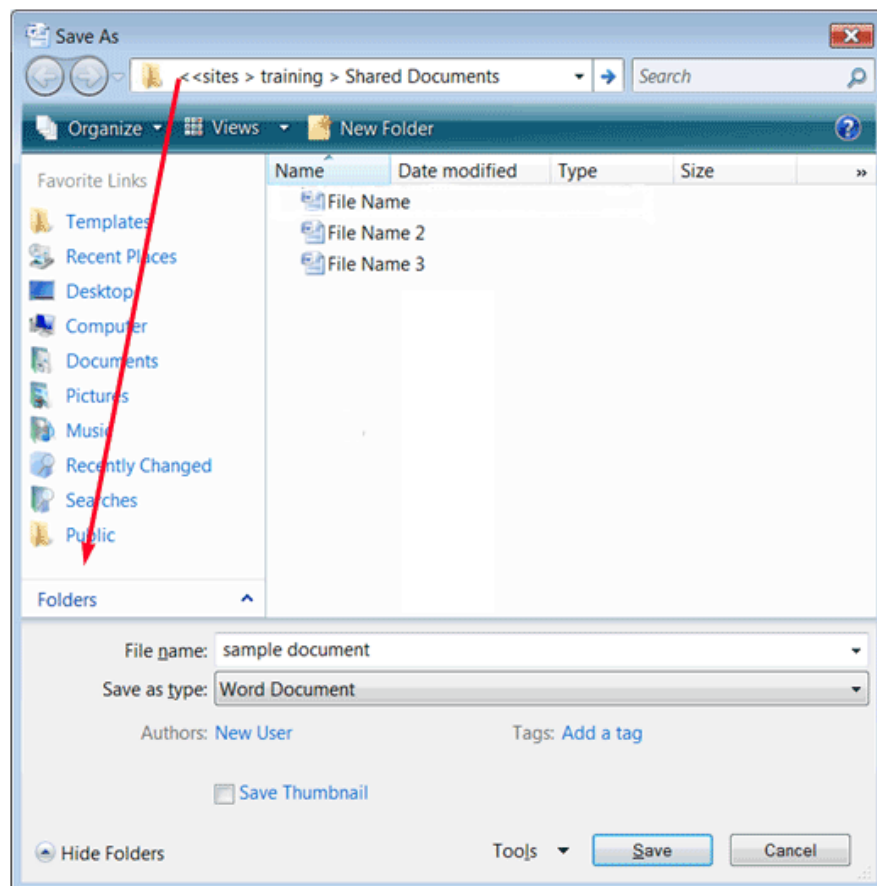 Save As
<<sites > training > Shared Documents Search
Organize Views New Folder
Favorite Links Name Date modified Type Size »
Templates File Name
Recent Places File Name 2
Desktop File Name 3
Computer
Documents
Pictures
Music
Recently Changed
Searches
Public
Folders
File name: sample document
Save as type: Word Document
Authors: New User Tags: Add a tag
Save Thumbnail
Hide Folders Tools Save Cancel